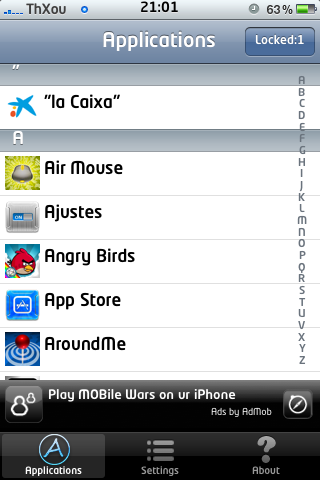 ThXou 21:01 63%
Applications Locked:1
"
"la Caixa"
A
Air Mouse
Ajustes
ON
Angry Birds
App Store
AroundMe
A
B
C
D
E
F
G
H
I
J
K
L
M
N
O
P
Q
R
S
T
U
V
X
Y
Z
Play MOBile Wars on ur iPhone
Ads by AdMob
Applications Settings About